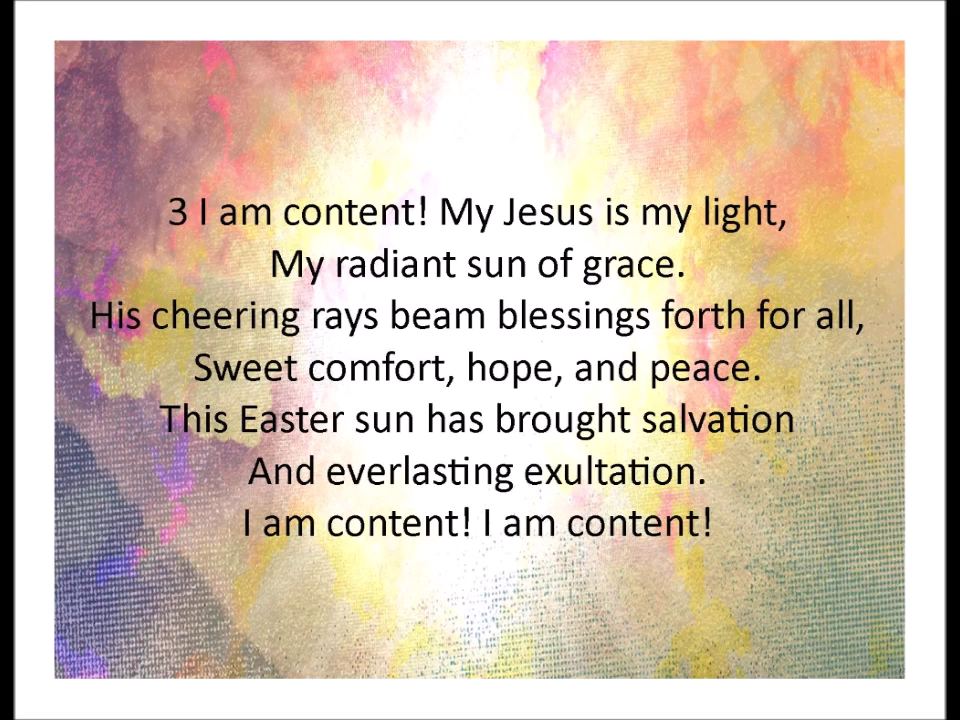 3 I am content! My Jesus is my light,
My radiant sun of grace.
His cheering rays beam blessings forth for all,
Sweet comfort, hope, and peace.
This Easter sun has brought salvation
And everlasting exultation.
I am content! I am content!